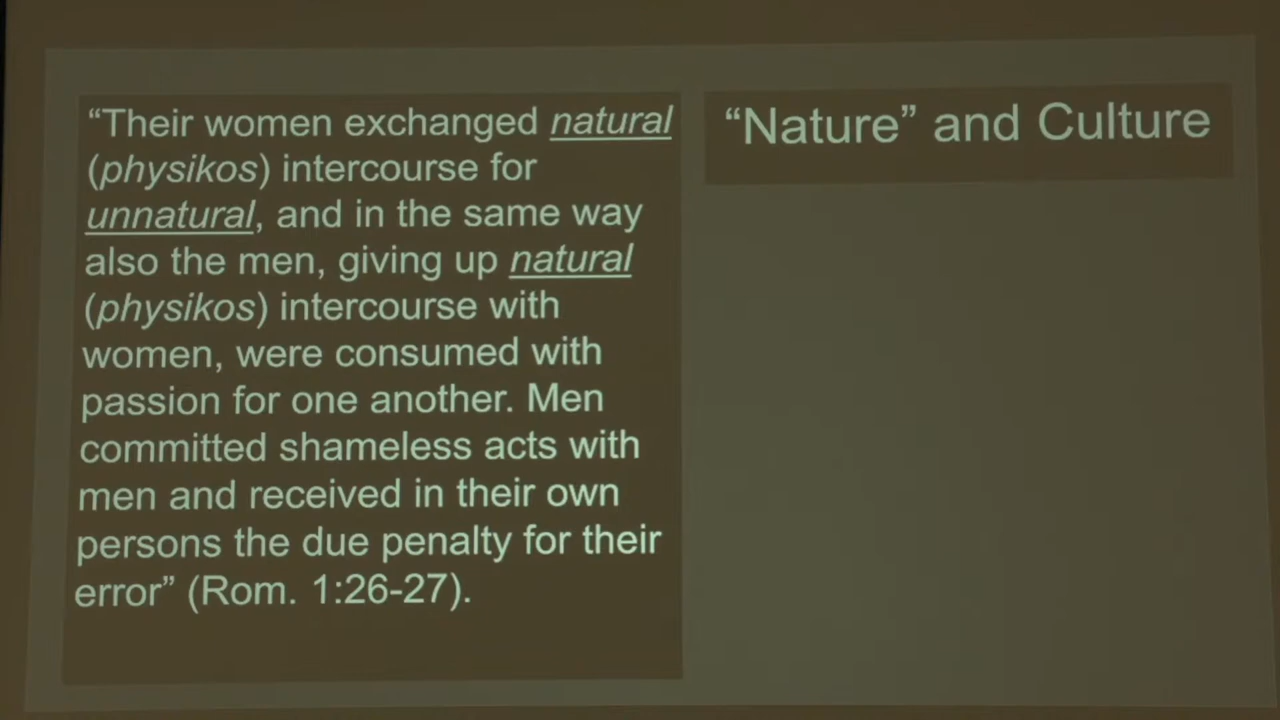 “Their women exchanged natural
(physikos) intercourse for
unnatural, and in the same way
also the men, giving up natural
(physikos) intercourse with
women, were consumed with
passion for one another. Men
committed shameless acts with
men and received in their own
persons the due penalty for their
error” (Rom. 1:26-27).
“Nature” and Culture